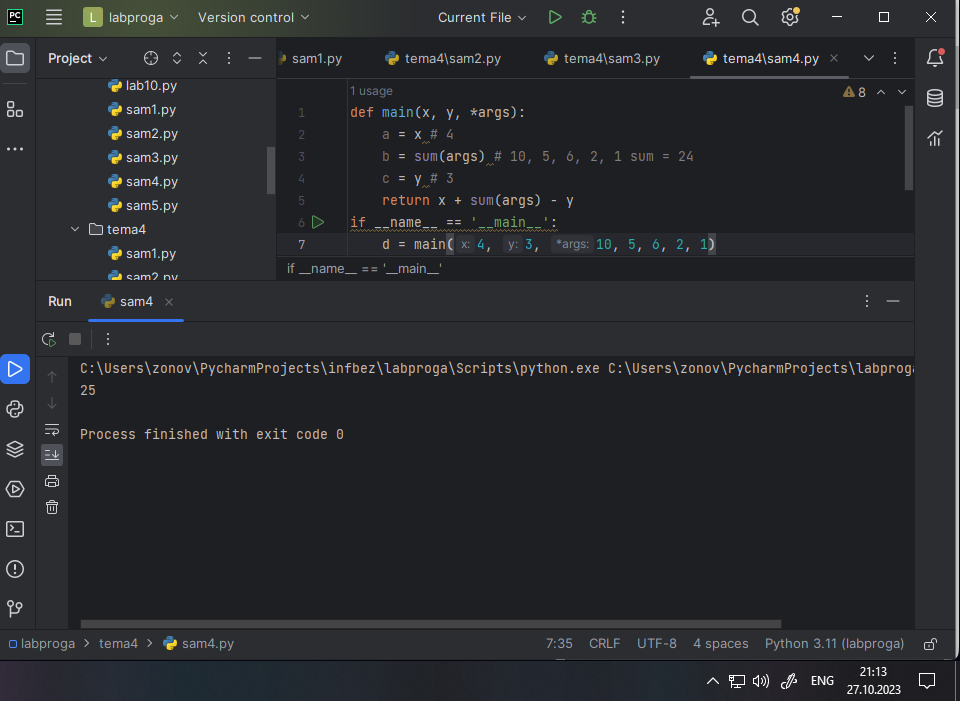 PC L labproga Version control Current File
Project sam1.py tema4\sam2.py tema4\sam3.py tema4\sam4.py
lab10.py
sam1.py
sam2.py
sam3.py
sam4.py
sam5.py
tema4
sam1.py
sam2.py
1 usage 8
1 def main(x, y, *args):
2 a = x # 4
3 b = sum(args) # 10, 5, 6, 2, 1 sum = 24
4 c = y # 3
5 return x + sum(args) - y
6 if __name__ == '__main__':
7 d = main( x: 4, y: 3, *args: 10, 5, 6, 2, 1)
if __name__ == '__main__'
Run sam4
C:\Users\zonov\PycharmProjects\infbez\labproga\Scripts\python.exe C:\Users\zonov\PycharmProjects\labproga
25
Process finished with exit code 0
labproga > tema4 > sam4.py 7:35 CRLF UTF-8 4 spaces Python 3.11 (labproga)
ENG 21:13
27.10.2023